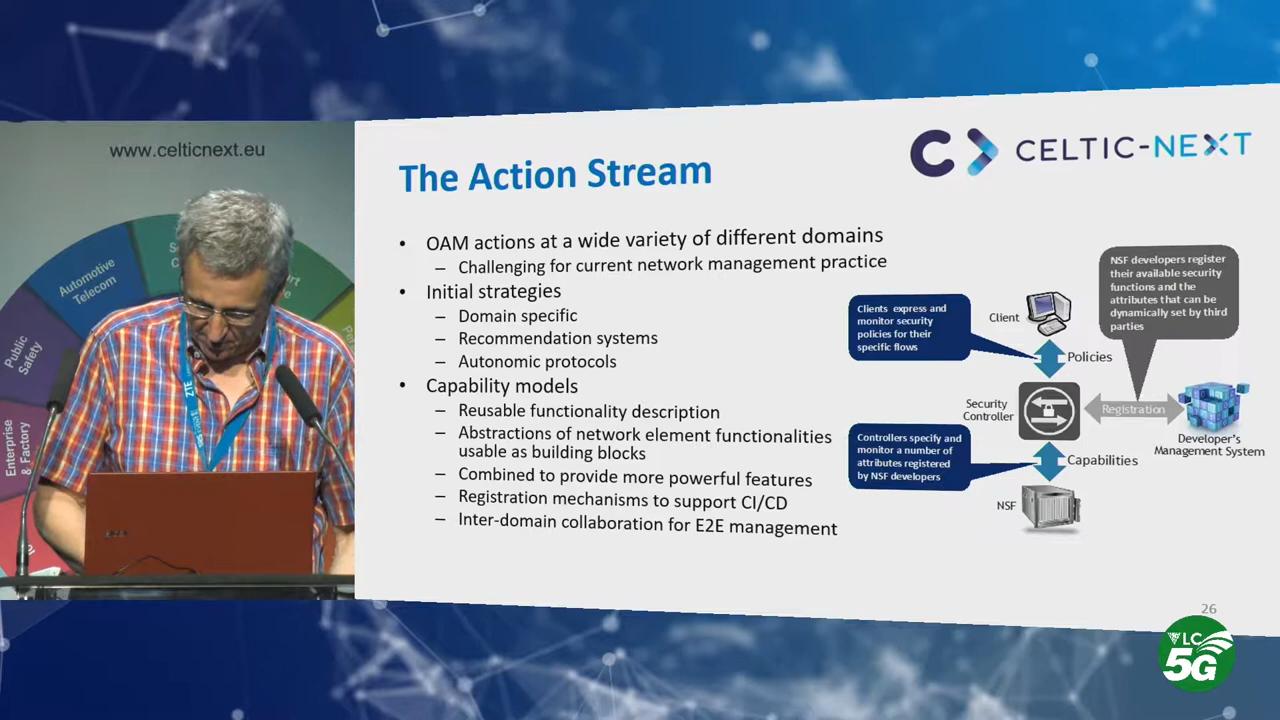 www.celticnext.eu
Automotive
Telecom
Public
Safety
Enterprise
& Factory
ZTE
CELTIC-NEXT
The Action Stream
• OAM actions at a wide variety of different domains
– Challenging for current network management practice
• Initial strategies
– Domain specific
– Recommendation systems
– Autonomic protocols
• Capability models
– Reusable functionality description
– Abstractions of network element functionalities
usable as building blocks
– Combined to provide more powerful features
– Registration mechanisms to support CI/CD
– Inter-domain collaboration for E2E management
NSF developers register
their available security
functions and the
attributes that can be
dynamically set by third
parties
Clients express and
monitor security
policies for their
specific flows
Client
Policies
Security
Controller
Registration
Developer's
Management System
Controllers specify and
monitor a number of
attributes registered
by NSF developers
Capabilities
NSF
26
VLC
5G